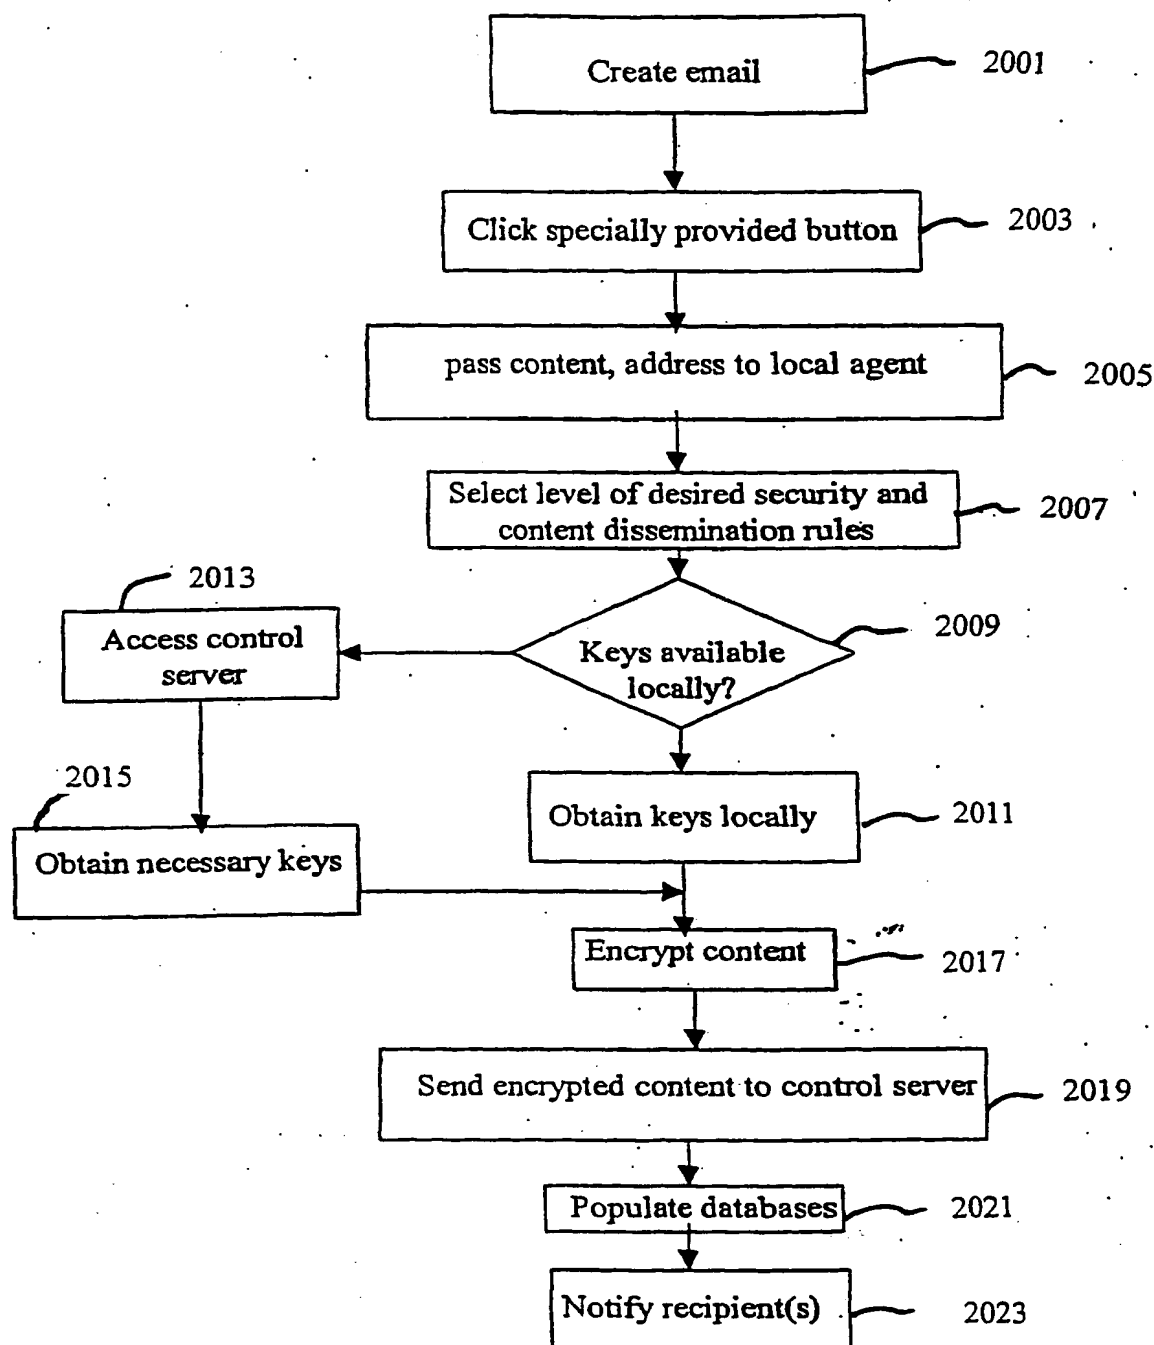 Create email
2001
Click specially provided button
2003
pass content, address to local agent
2005
Select level of desired security and
content dissemination rules
2007
2013
Access control
server
Keys available
locally?
2009
2015
Obtain necessary keys
Obtain keys locally
2011
Encrypt content
2017
Send encrypted content to control server
2019
Populate databases
2021
Notify recipient(s)
2023